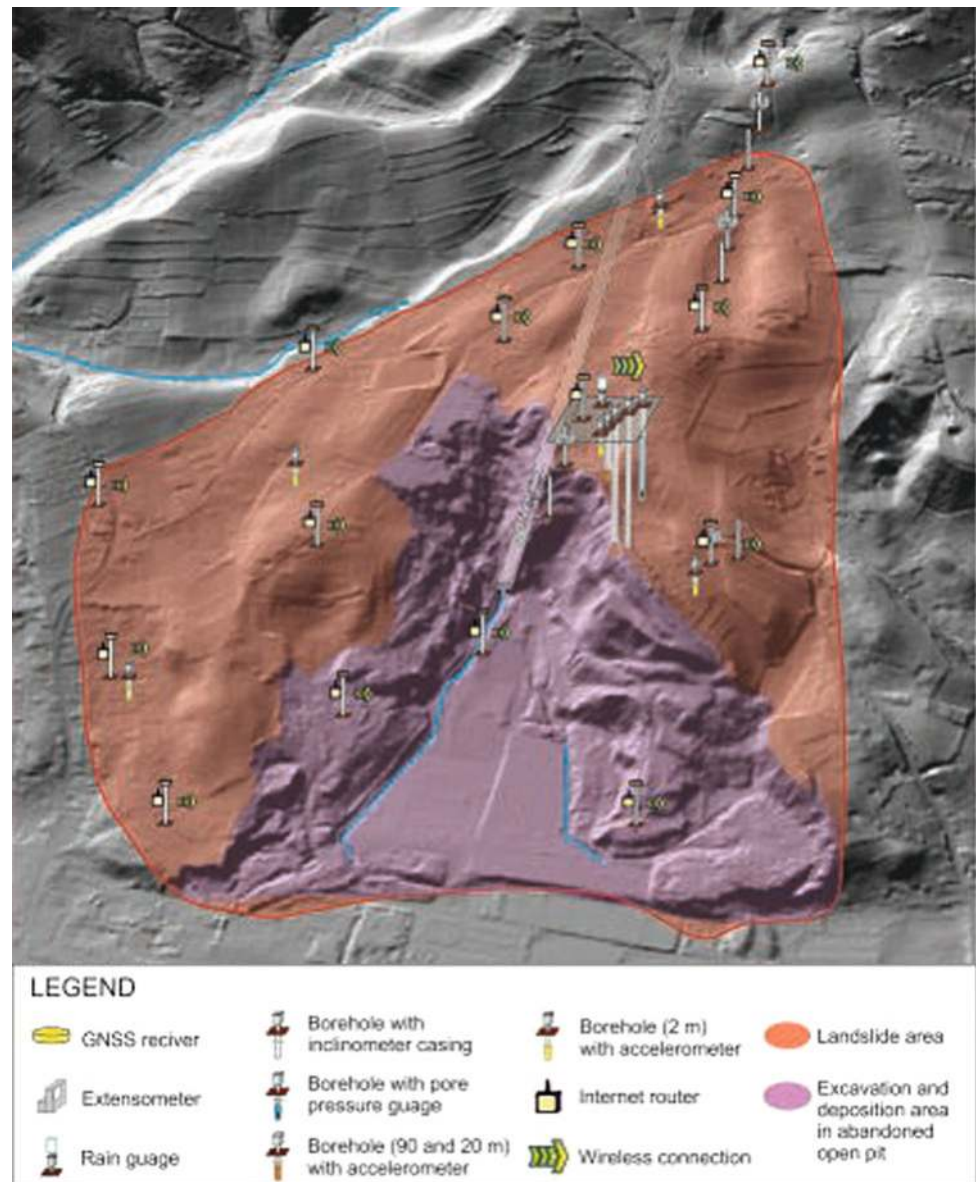 LEGEND
GNSS reciver
Extensometer
Rain guage
Borehole with
inclinometer casing
Borehole with pore
pressure guage
Borehole (90 and 20 m)
with accelerometer
Borehole (2 m)
with accelerometer
Internet router
Wireless connection
Landslide area
Excavation and
deposition area
in abandoned
open pit